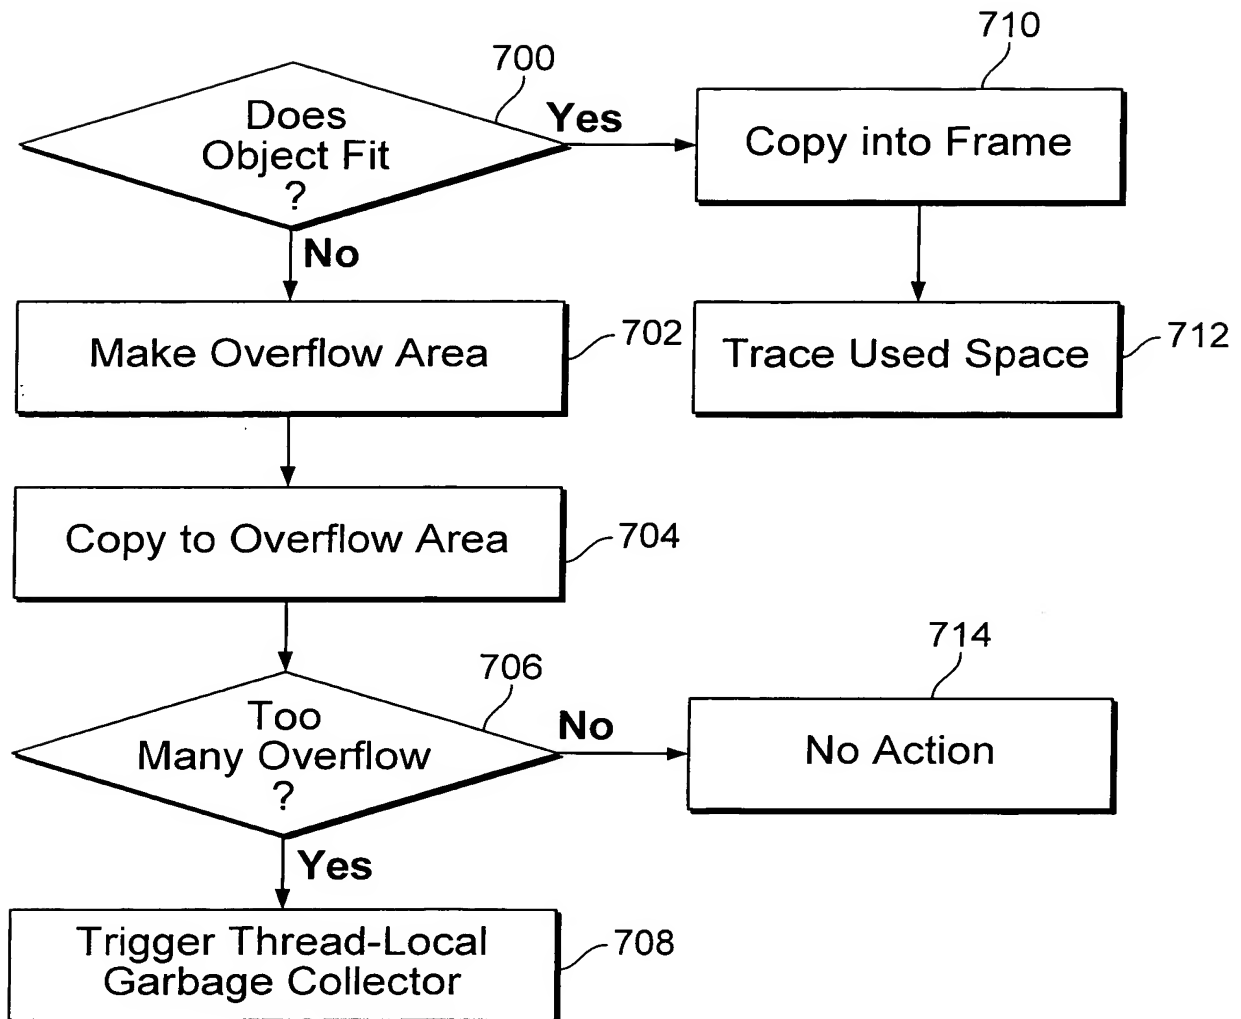 700
Does
Object Fit
?
Yes
710
Copy into Frame
No
Make Overflow Area
702
Trace Used Space
712
Copy to Overflow Area
704
706
Too
Many Overflow
?
No
714
No Action
Yes
Trigger Thread-Local
Garbage Collector
708